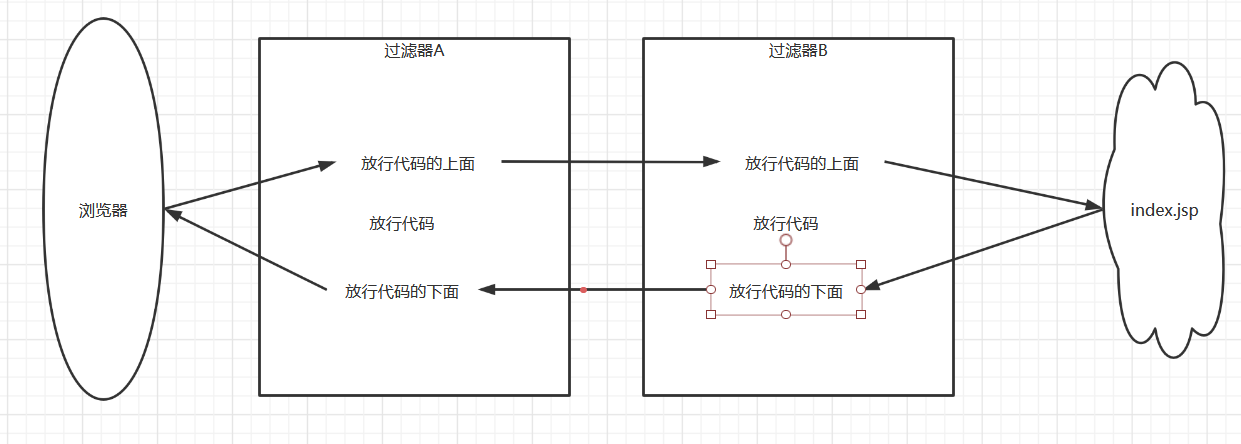 过滤器A
过滤器B
放行代码的上面
放行代码的上面
浏览器
index.jsp
放行代码
放行代码
放行代码的下面
放行代码的下面